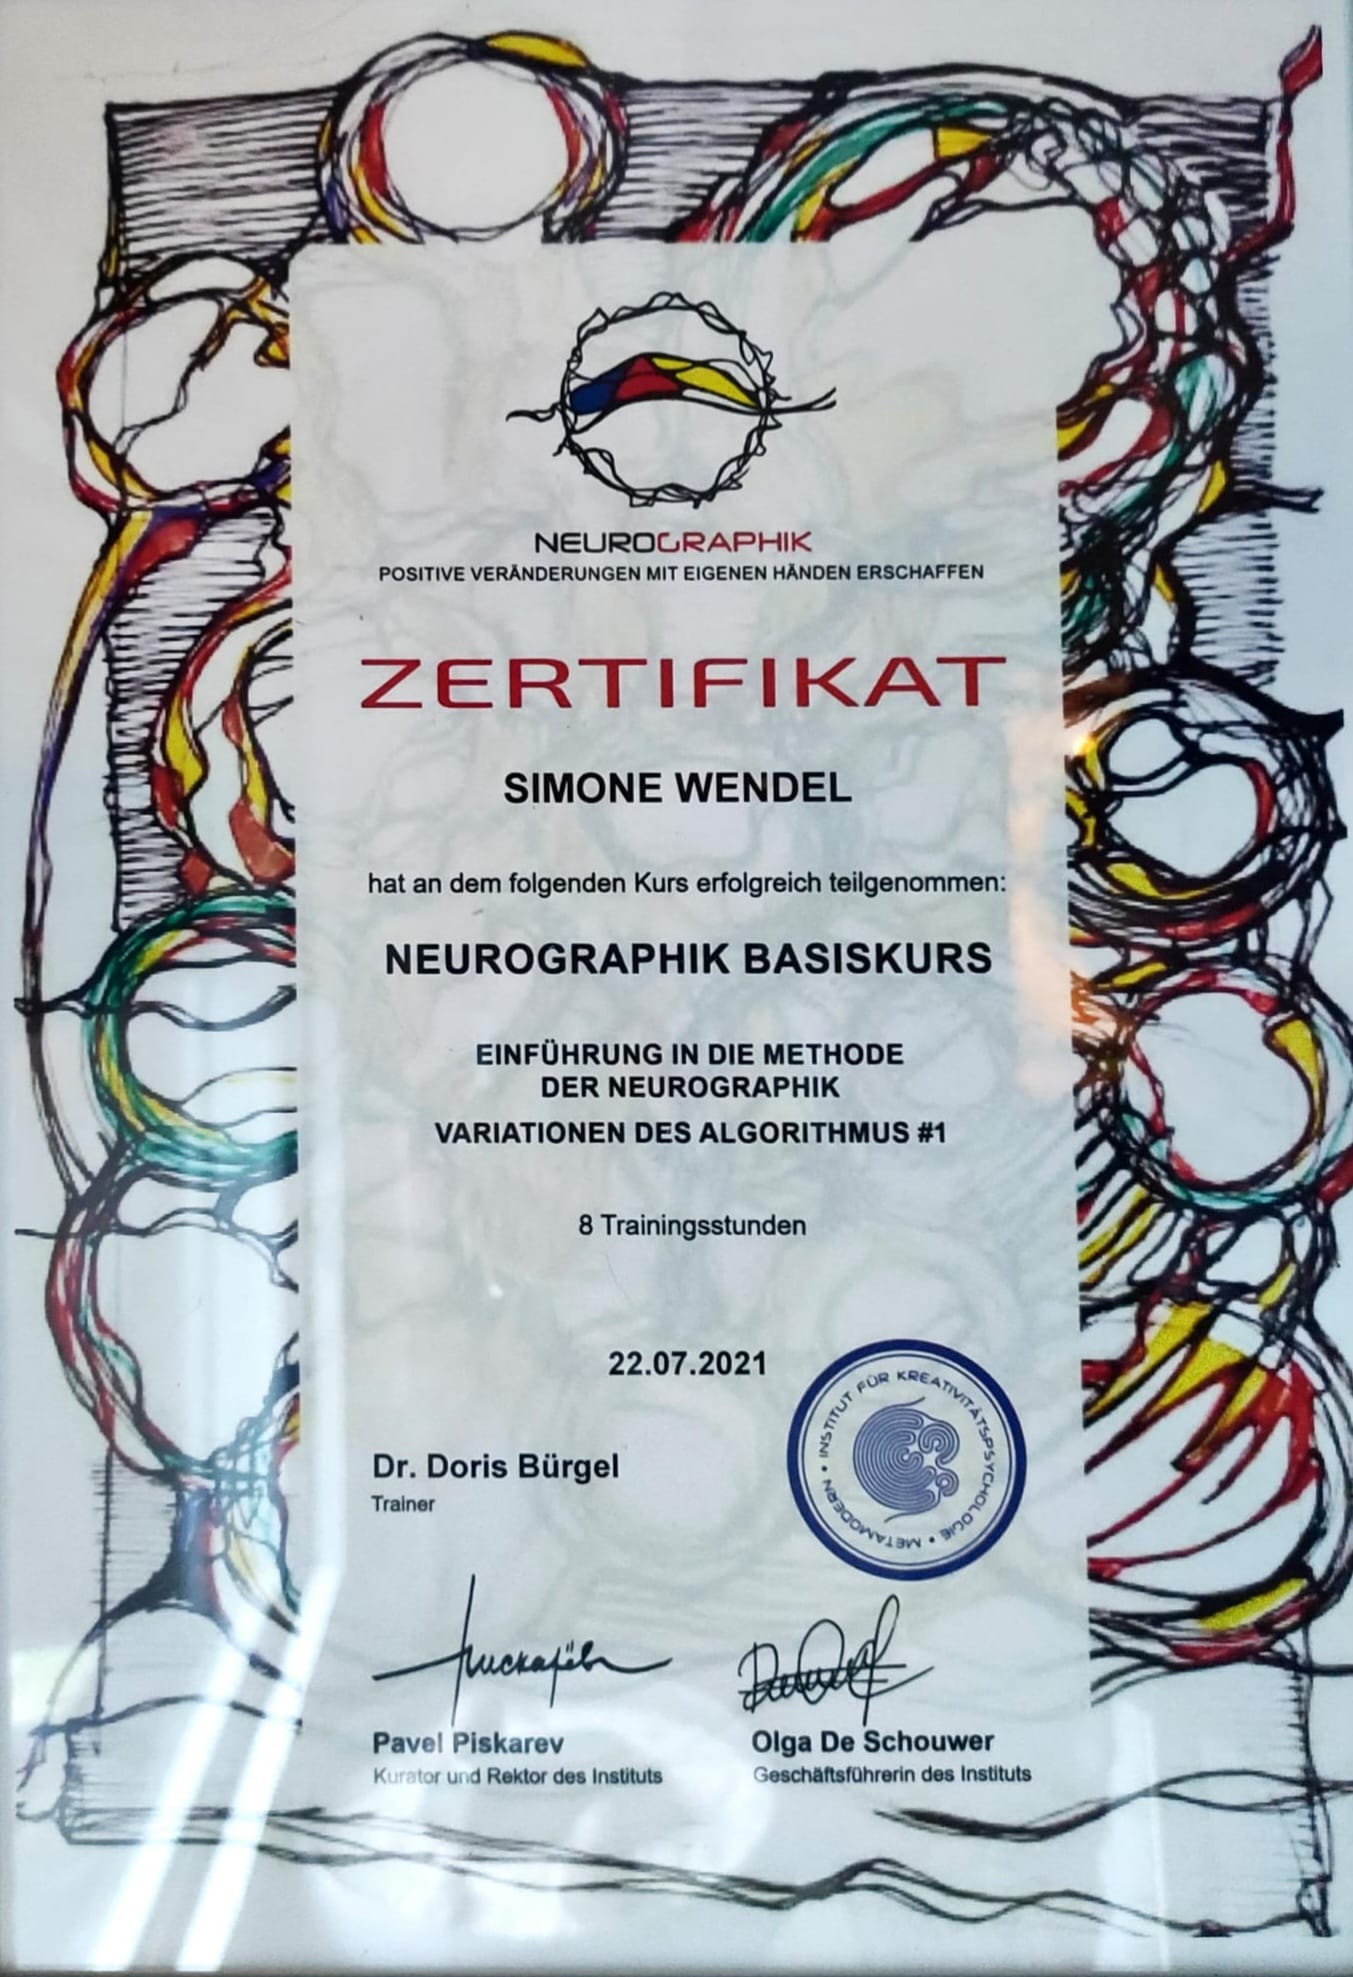 NEUROGRAPHIK
POSITIVE VERÄNDERUNGEN MIT EIGENEN HÄNDEN ERSCHAFFEN
ZERTIFIKAT
SIMONE WENDEL
hat an dem folgenden Kurs erfolgreich teilgenommen:
NEUROGRAPHIK BASISKURS
EINFÜHRUNG IN DIE METHODE
DER NEUROGRAPHIK
VARIATIONEN DES ALGORITHMUS #1
8 Trainingsstunden
22.07.2021
INSTITUT FÜR KREATIVITÄTSPSYCHOLOGIE • METAMODERN •
Dr. Doris Bürgel
Trainer
Pavel Piskarev
Kurator und Rektor des Instituts
Olga De Schouwer
Geschäftsführerin des Instituts